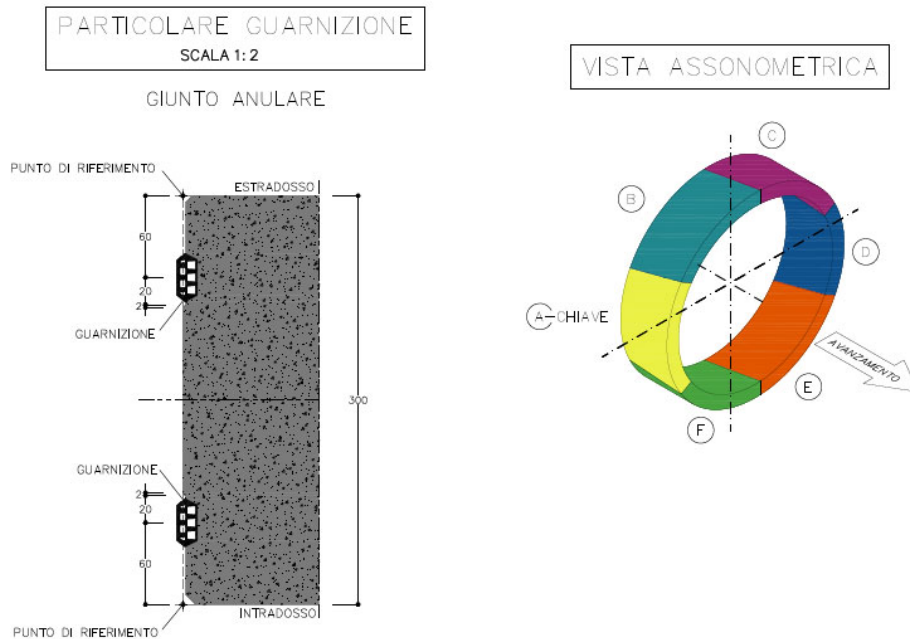 PARTICOLARE GUARNIZIONE
SCALA 1:2
GIUNTO ANULARE
PUNTO DI RIFERIMENTO
ESTRADOSSO
60
20
2
GUARNIZIONE
300
GUARNIZIONE
2
20
60
INTRADOSSO
PUNTO DI RIFERIMENTO
VISTA ASSONOMETRICA
C
B
D
A-CHIAVE
AVANZAMENTO
E
F